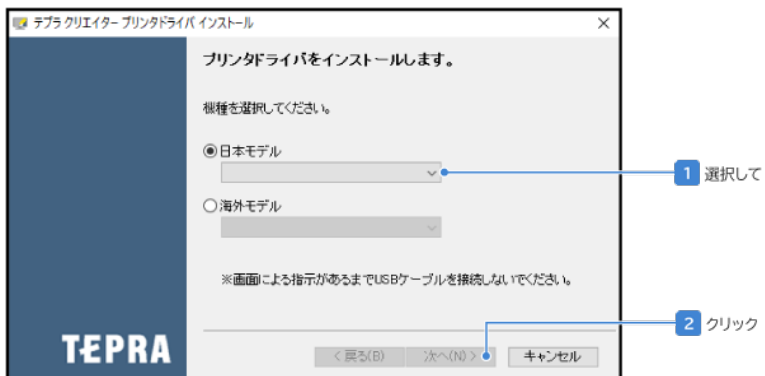 テプラ クリエイター プリンタドライバ インストール
プリンタドライバをインストールします。
機種を選択してください。
日本モデル
1 選択して
海外モデル
※画面による指示があるまでUSBケーブルを接続しないでください。
2 クリック
TEPRA
< 戻る(B) 次へ(N) > キャンセル